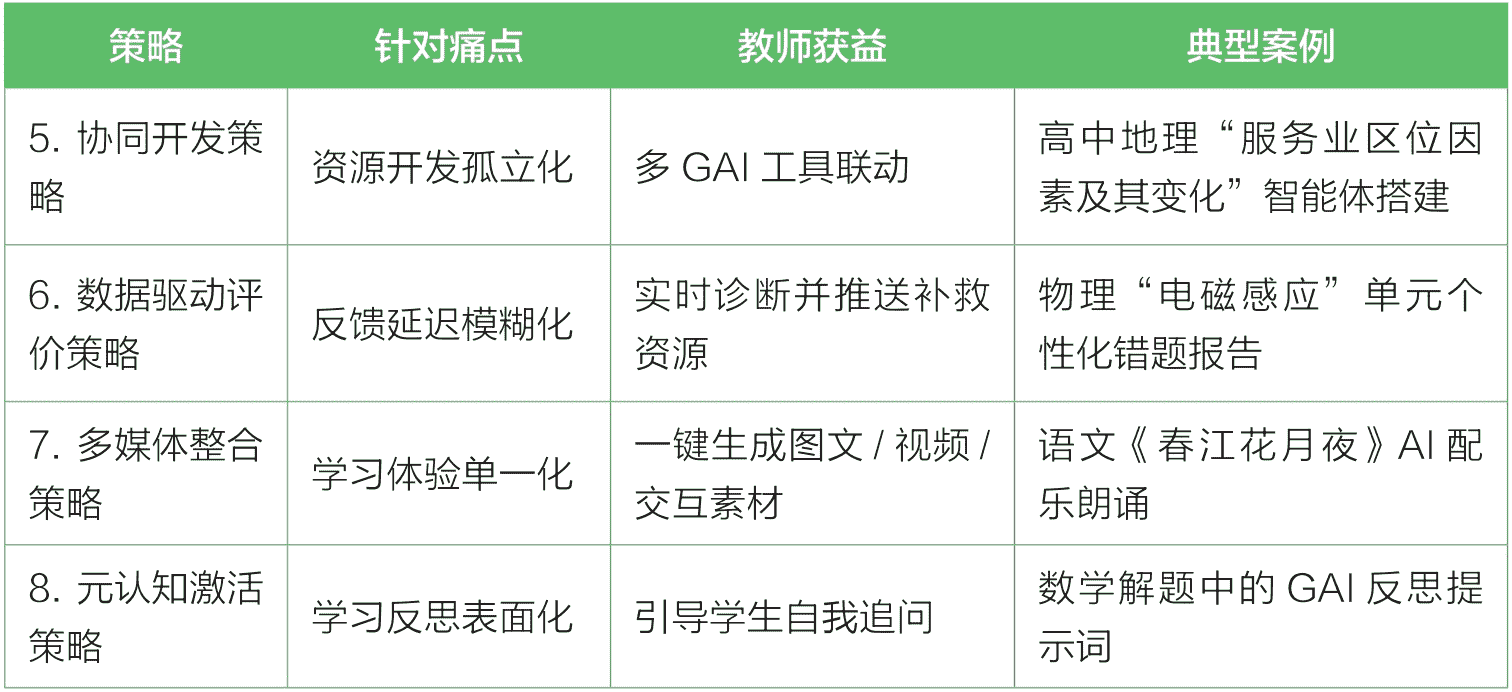 策略 针对痛点 教师获益 典型案例
5. 协同开发策
略
资源开发孤立化
多 GAI 工具联动
高中地理“服务业区位因
素及其变化”智能体搭建
6. 数据驱动评
价策略
反馈延迟模糊化
实时诊断并推送补救
资源
物理“电磁感应”单元个
性化错题报告
7. 多媒体整合
策略
学习体验单一化
一键生成图文 / 视频 /
交互素材
语文《春江花月夜》AI 配
乐朗诵
8. 元认知激活
策略
学习反思表面化
引导学生自我追问
数学解题中的 GAI 反思提
示词